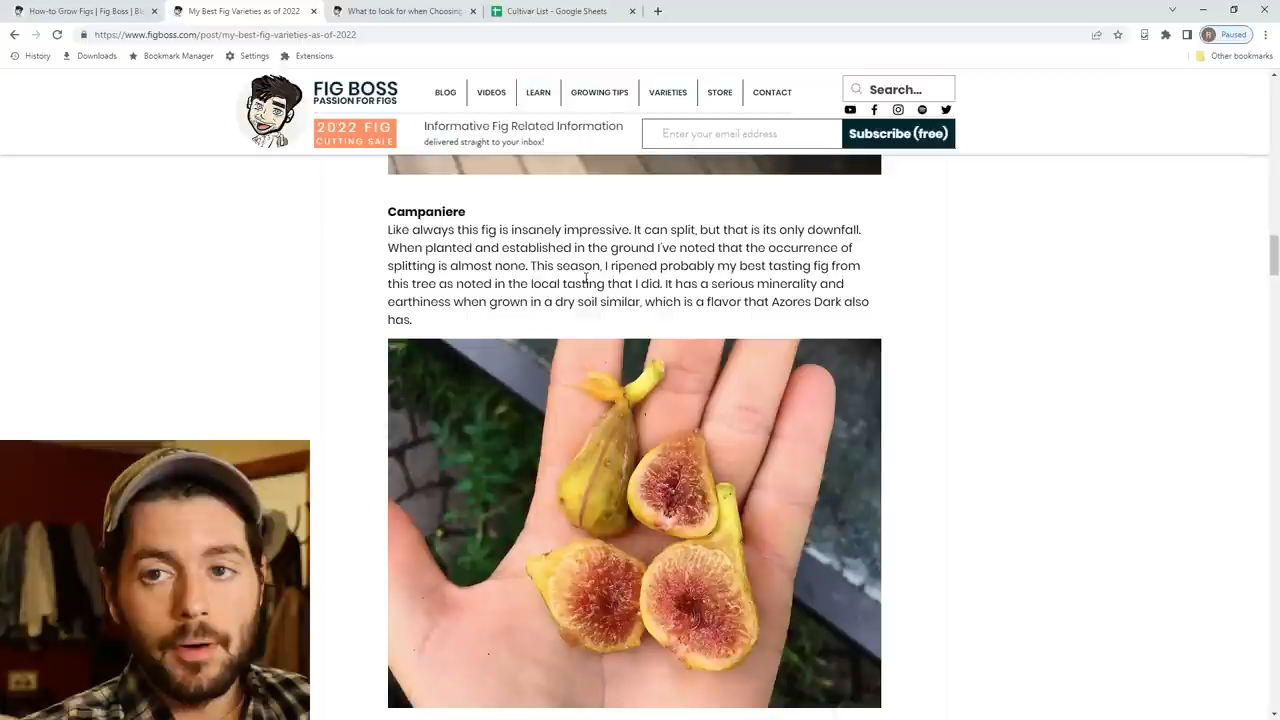 How-to Grow Figs | Fig Boss | Bl
My Best Fig Varieties as of 2022
What to look for when Choosing
Cultivar List - Google Sheets
https://www.figboss.com/post/my-best-fig-varieties-as-of-2022
R Paused
History Downloads Bookmark Manager Settings Extensions Other bookmarks
FIG BOSS
PASSION FOR FIGS
BLOG VIDEOS LEARN GROWING TIPS VARIETIES STORE CONTACT
Search...
2022 FIG
CUTTING SALE
Informative Fig Related Information
delivered straight to your inbox!
Enter your email address
Subscribe (free)
Campaniere
Like always this fig is insanely impressive. It can split, but that is its only downfall.
When planted and established in the ground I've noted that the occurrence of
splitting is almost none. This season, I ripened probably my best tasting fig from
this tree as noted in the local tasting that I did. It has a serious minerality and
earthiness when grown in a dry soil similar, which is a flavor that Azores Dark also
has.